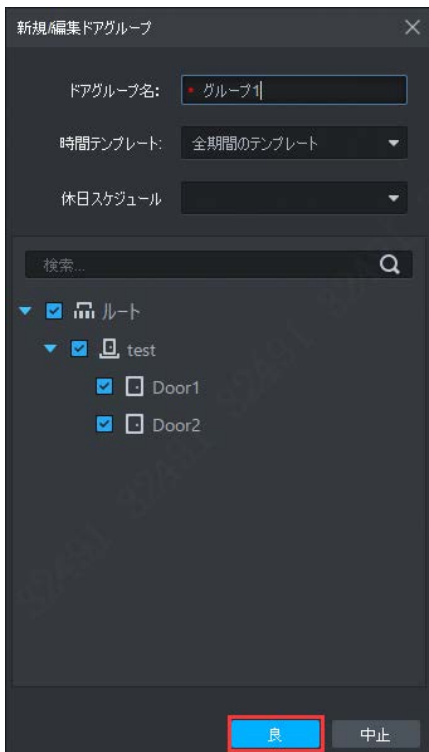 新規/編集ドアグループ
ドアグループ名: * グループ1
時間テンプレート: 全期間のテンプレート
休日スケジュール
検索...
ルート
test
Door1
Door2
良 中止